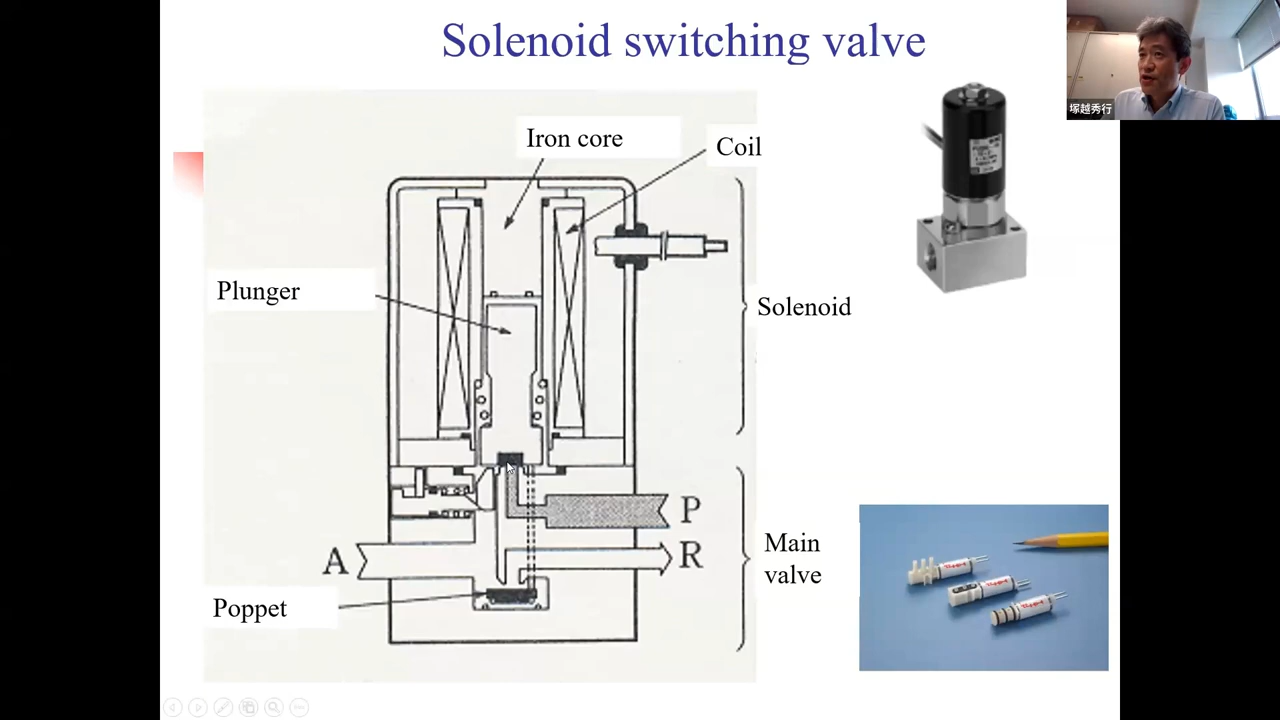 Solenoid switching valve
塚越秀行
Iron core
Coil
Plunger
Solenoid
P
A
R
Main
valve
Poppet